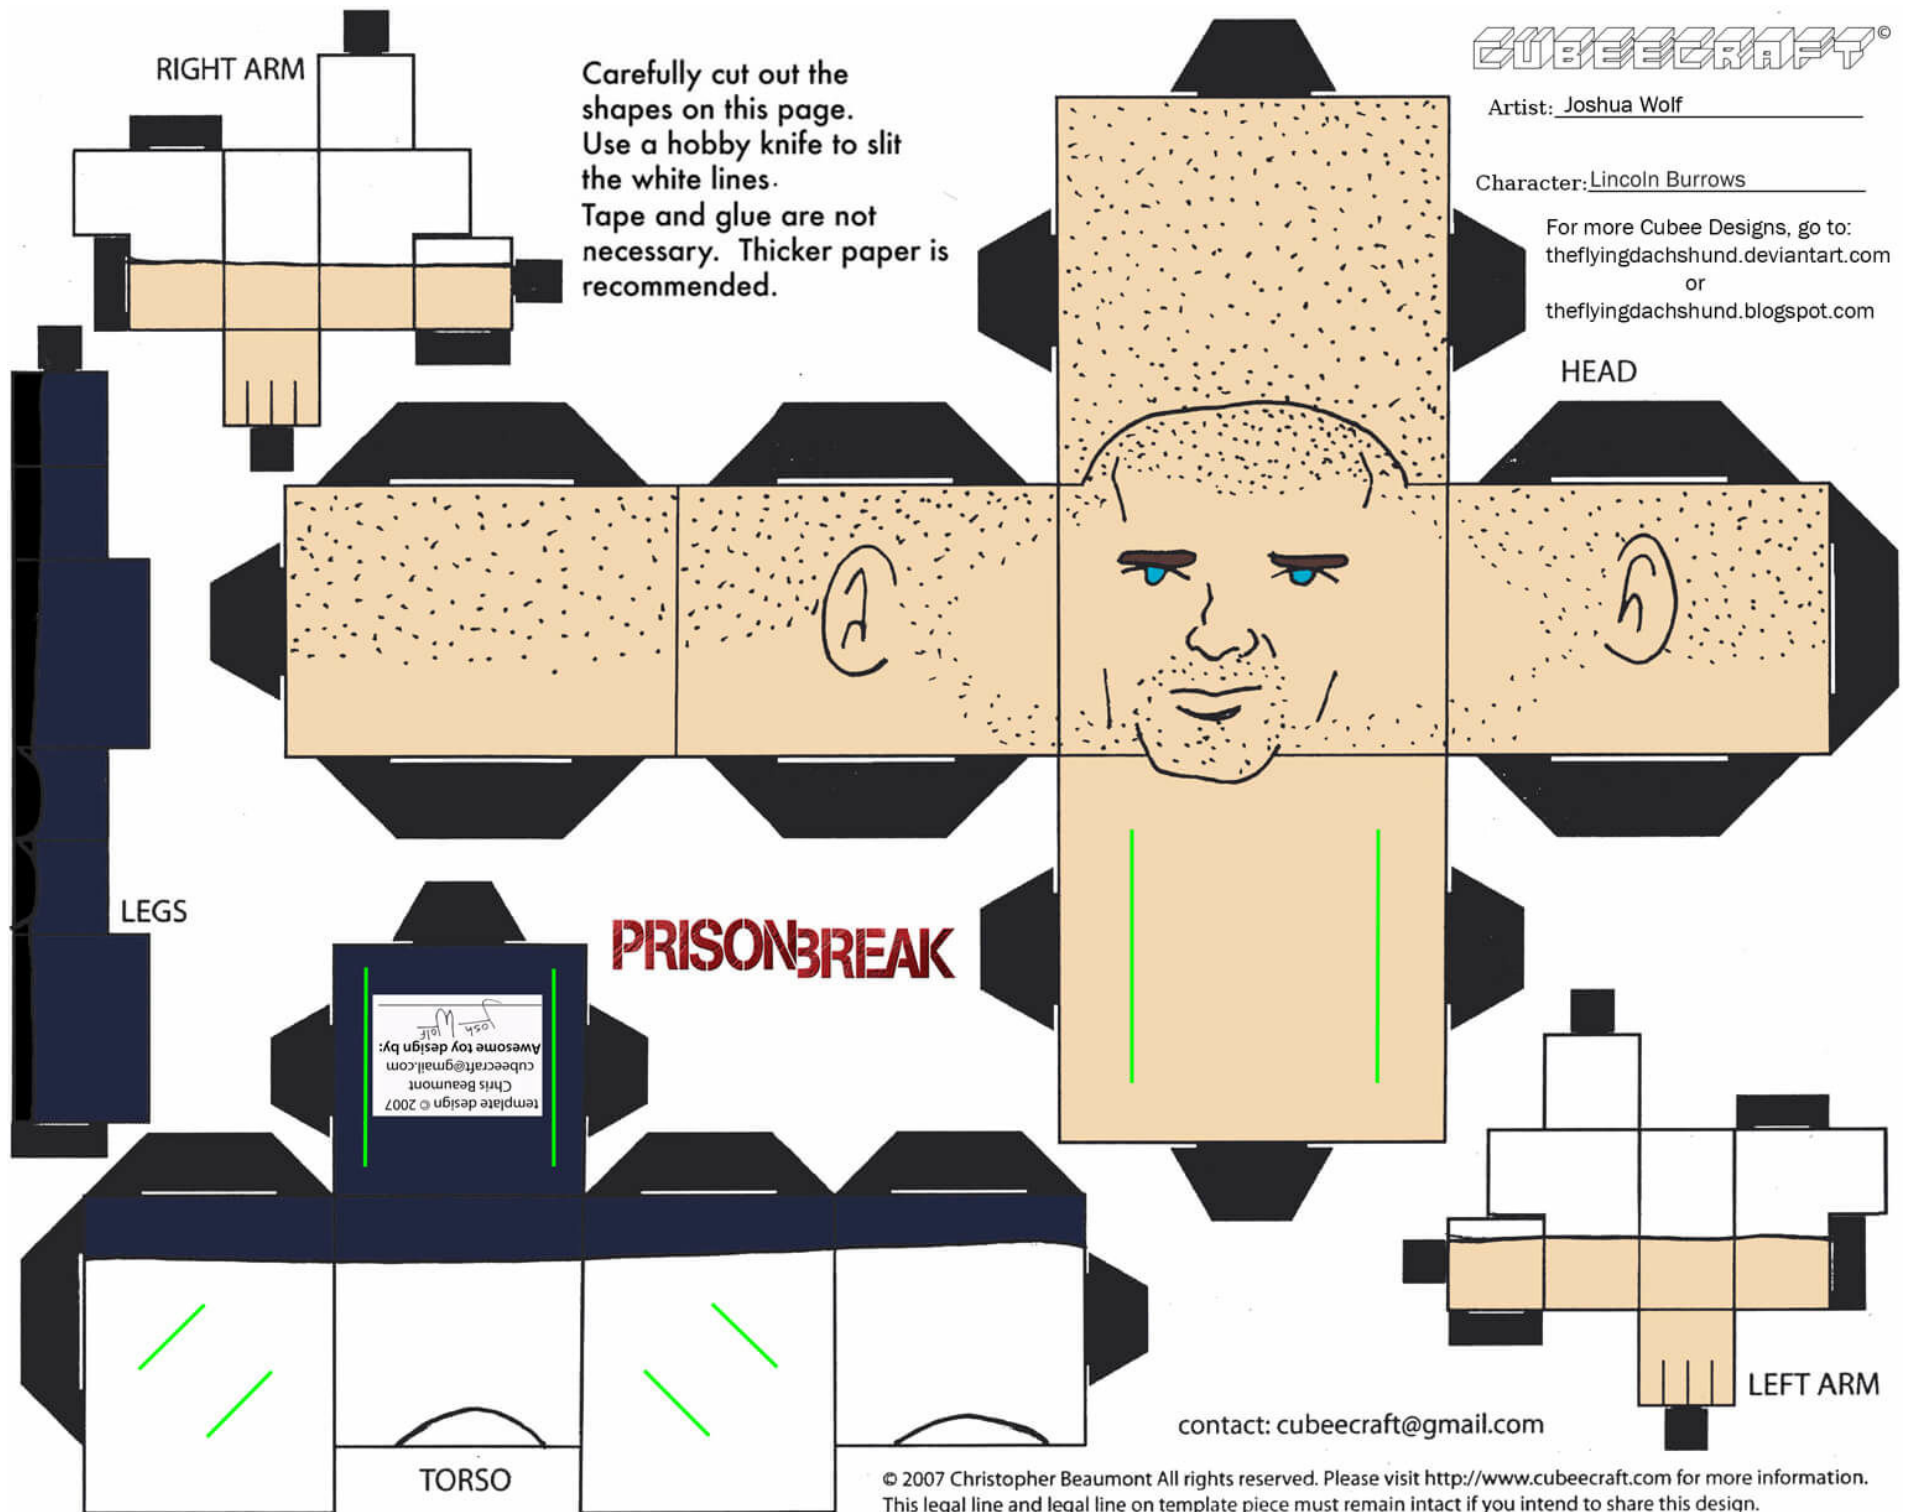 RIGHT ARM
Carefully cut out the
shapes on this page.
Use a hobby knife to slit
the white lines.
Tape and glue are not
necessary. Thicker paper is
recommended.
CUBEECRAFT©
Artist: Joshua Wolf
Character: Lincoln Burrows
For more Cubee Designs, go to:
theflyingdachshund.deviantart.com
or
theflyingdachshund.blogspot.com
HEAD
LEGS
PRISON BREAK
template design © 2007
Chris Beaumont
cubeecraft@gmail.com
Awesome toy design by:
Josh Wolf
TORSO
LEFT ARM
contact: cubeecraft@gmail.com
© 2007 Christopher Beaumont All rights reserved. Please visit http://www.cubeecraft.com for more information.
This legal line and legal line on template piece must remain intact if you intend to share this design.